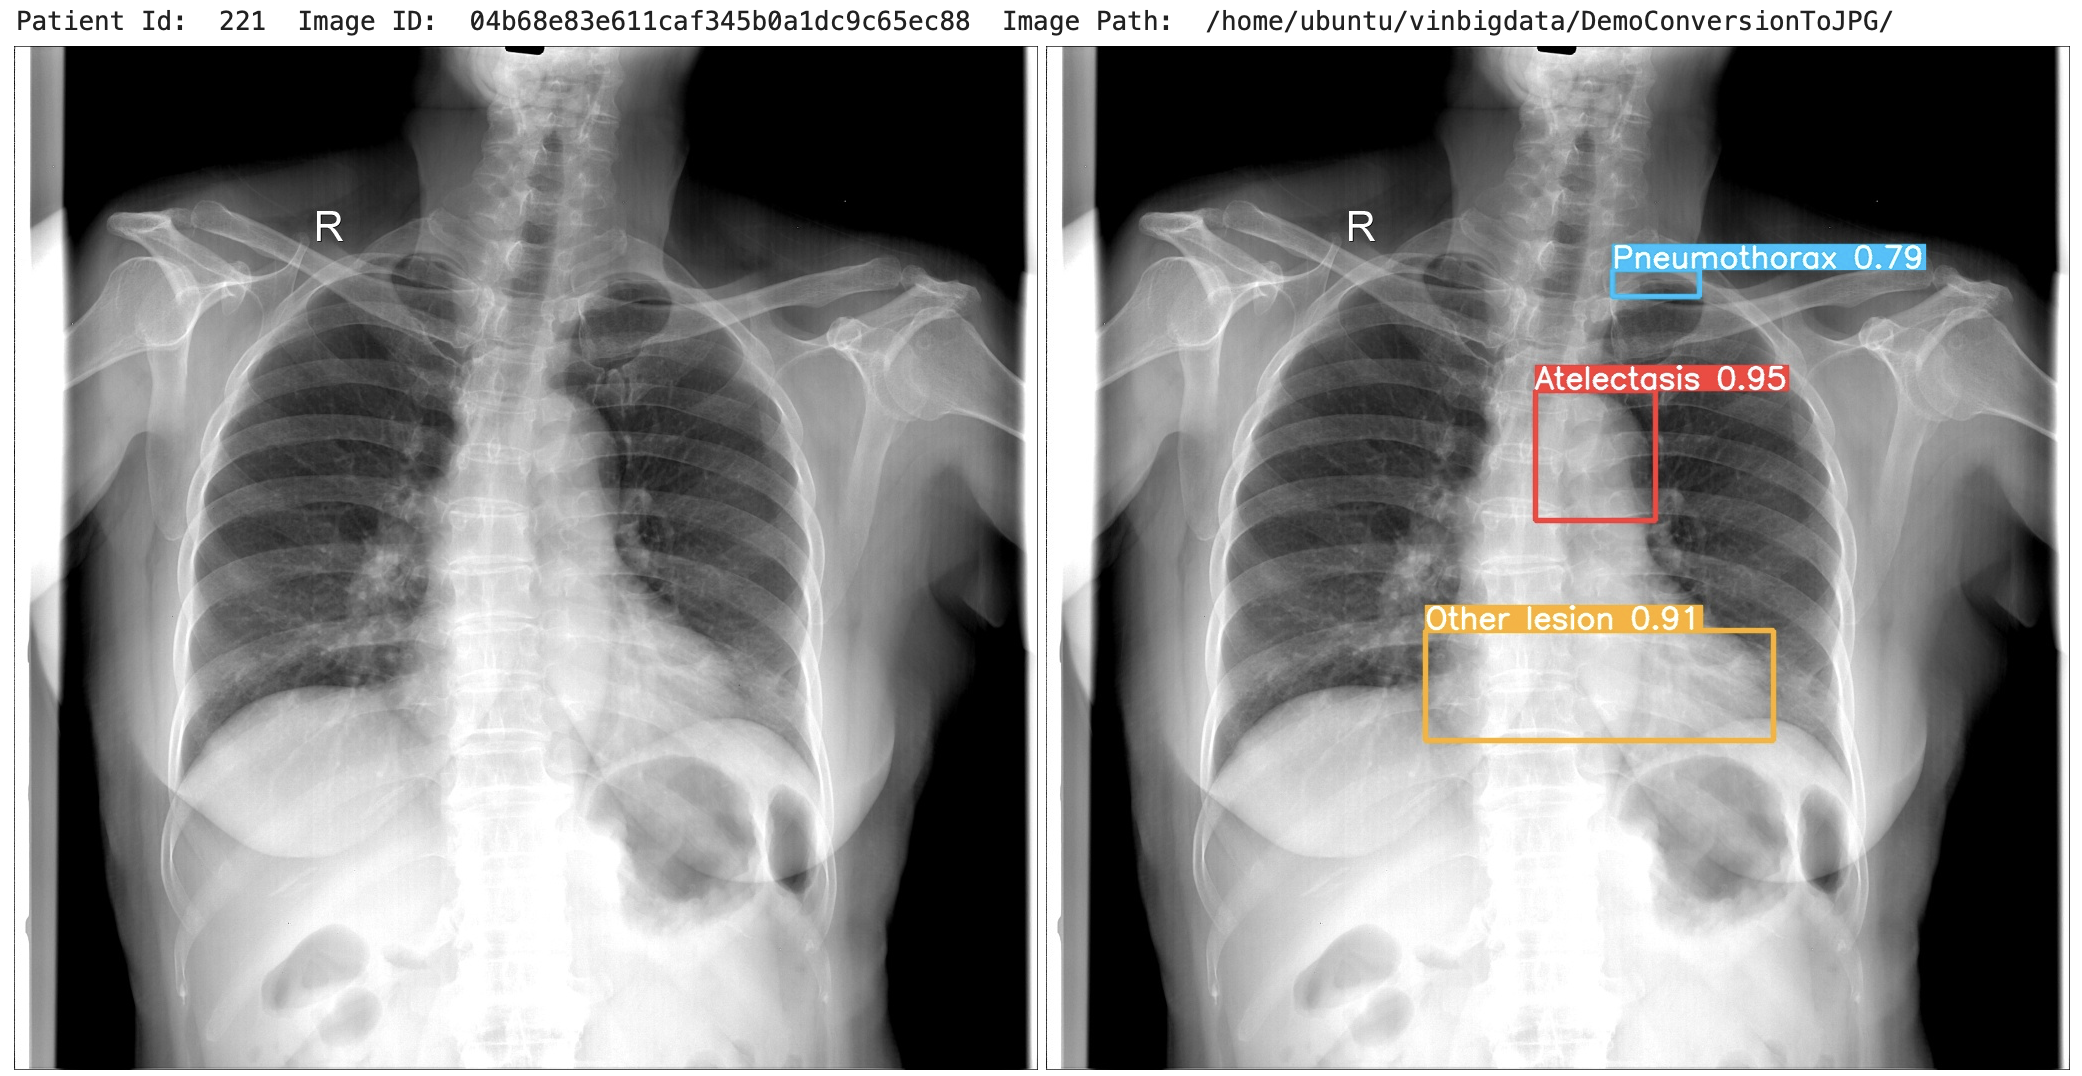 Patient Id:  221  Image ID:  04b68e83e611caf345b0a1dc9c65ec88  Image Path:  /home/ubuntu/vinbigdata/DemoConversionToJPG/
R
R
Pneumothorax 0.79
Atelectasis 0.95
Other lesion 0.91